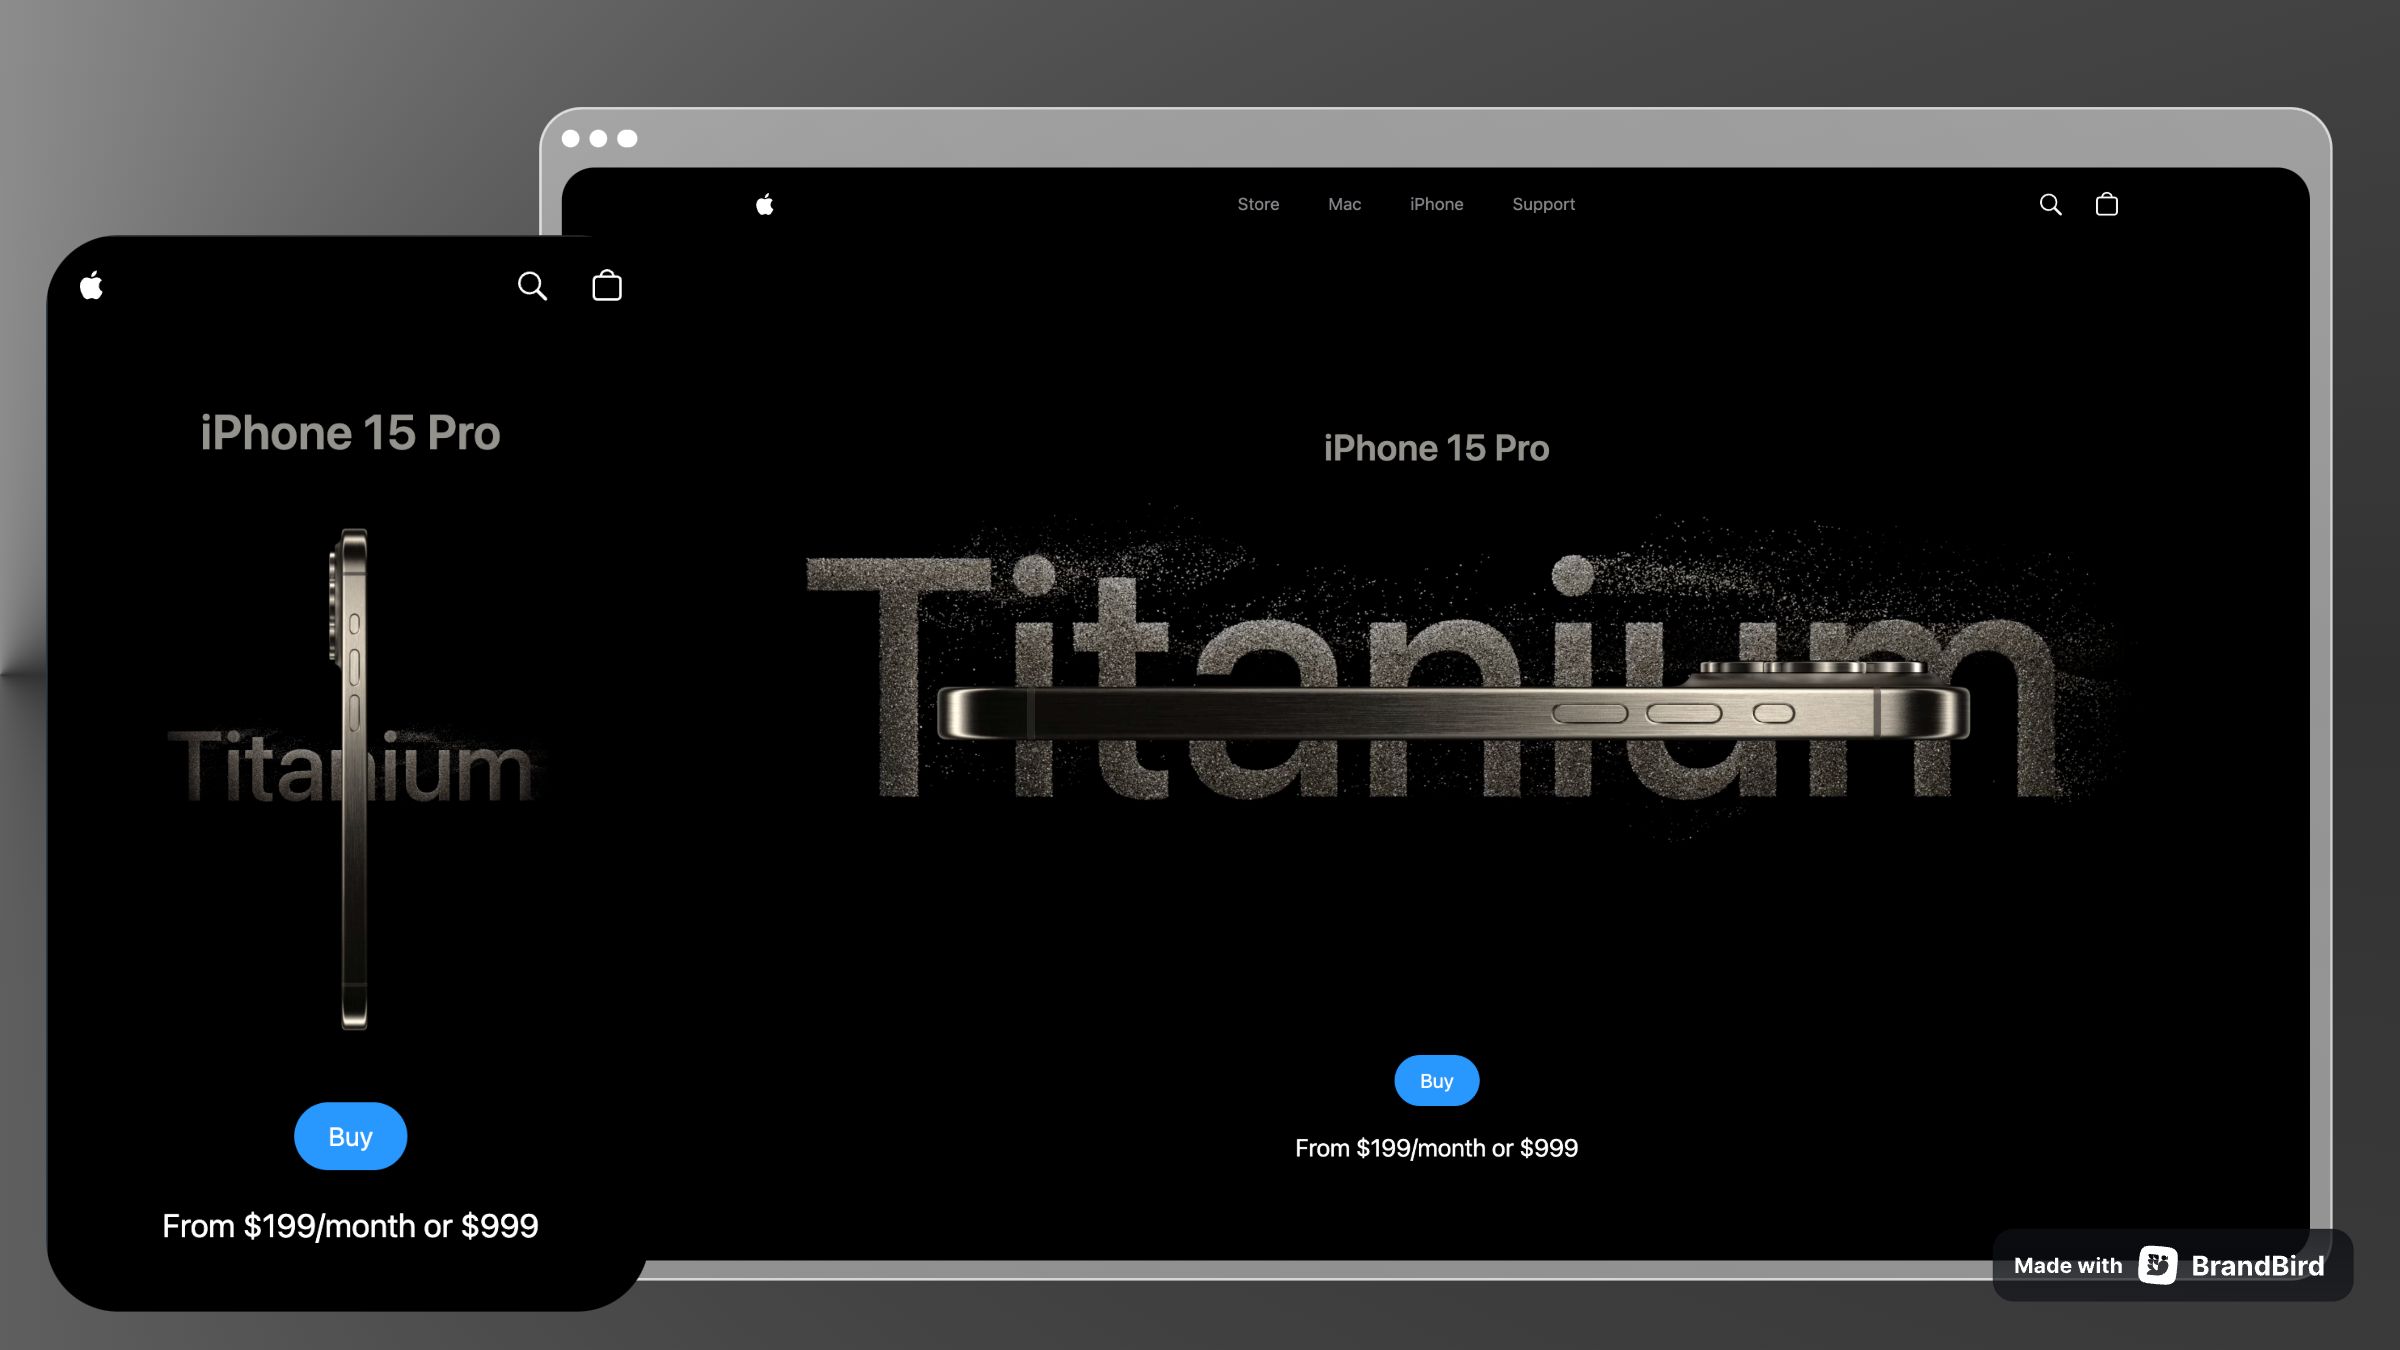 Store Mac iPhone Support
iPhone 15 Pro
Titanium
Buy
From $199/month or $999
iPhone 15 Pro
Titanium
Buy
From $199/month or $999
Made with BrandBird